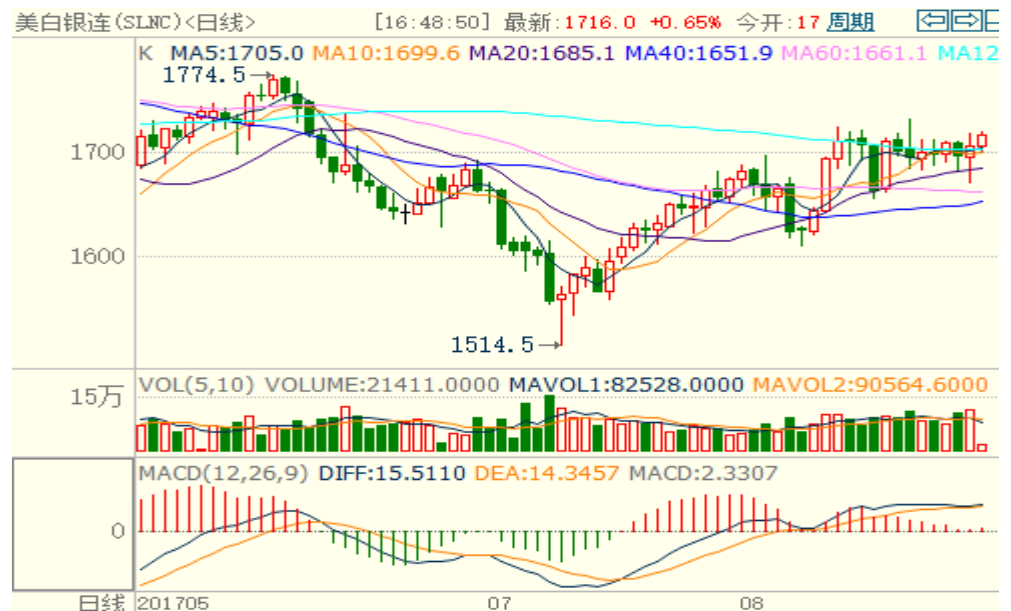 美白银连(SLNC)<日线> [16:48:50] 最新:1716.0 +0.65% 今开:17 周期
K MA5:1705.0 MA10:1699.6 MA20:1685.1 MA40:1651.9 MA60:1661.1 MA12
1774.5
1700
1600
1514.5
15万 VOL(5,10) VOLUME:21411.0000 MAVOL1:82528.0000 MAVOL2:90564.6000
MACD(12,26,9) DIFF:15.5110 DEA:14.3457 MACD:2.3307
0
日线 201705 07 08